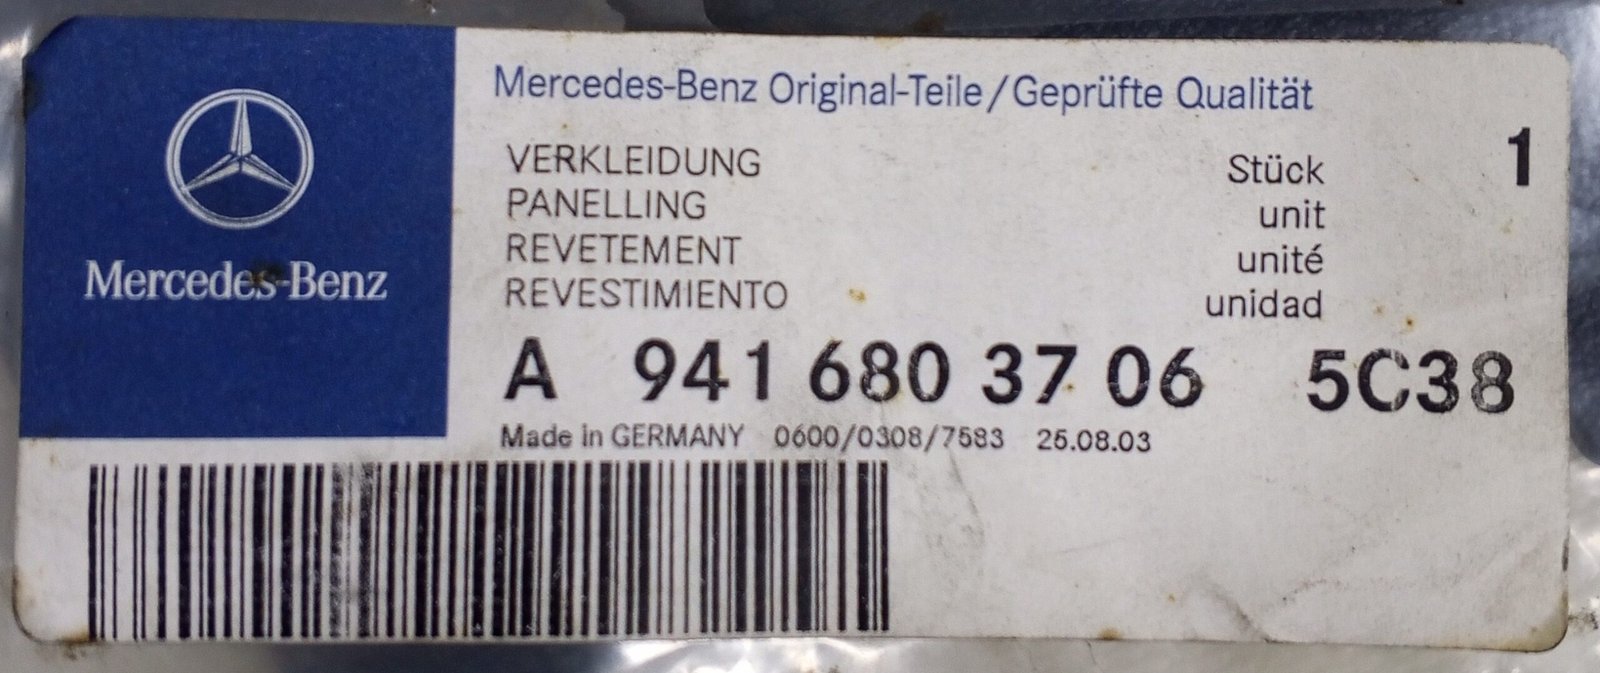 Mercedes-Benz
Mercedes-Benz Original-Teile/Geprüfte Qualität
VERKLEIDUNG Stück 1
PANELLING unit
REVETEMENT unité
REVESTIMIENTO unidad
A 941 680 37 06 5C38
Made in GERMANY 0600/0308/7583 25.08.03